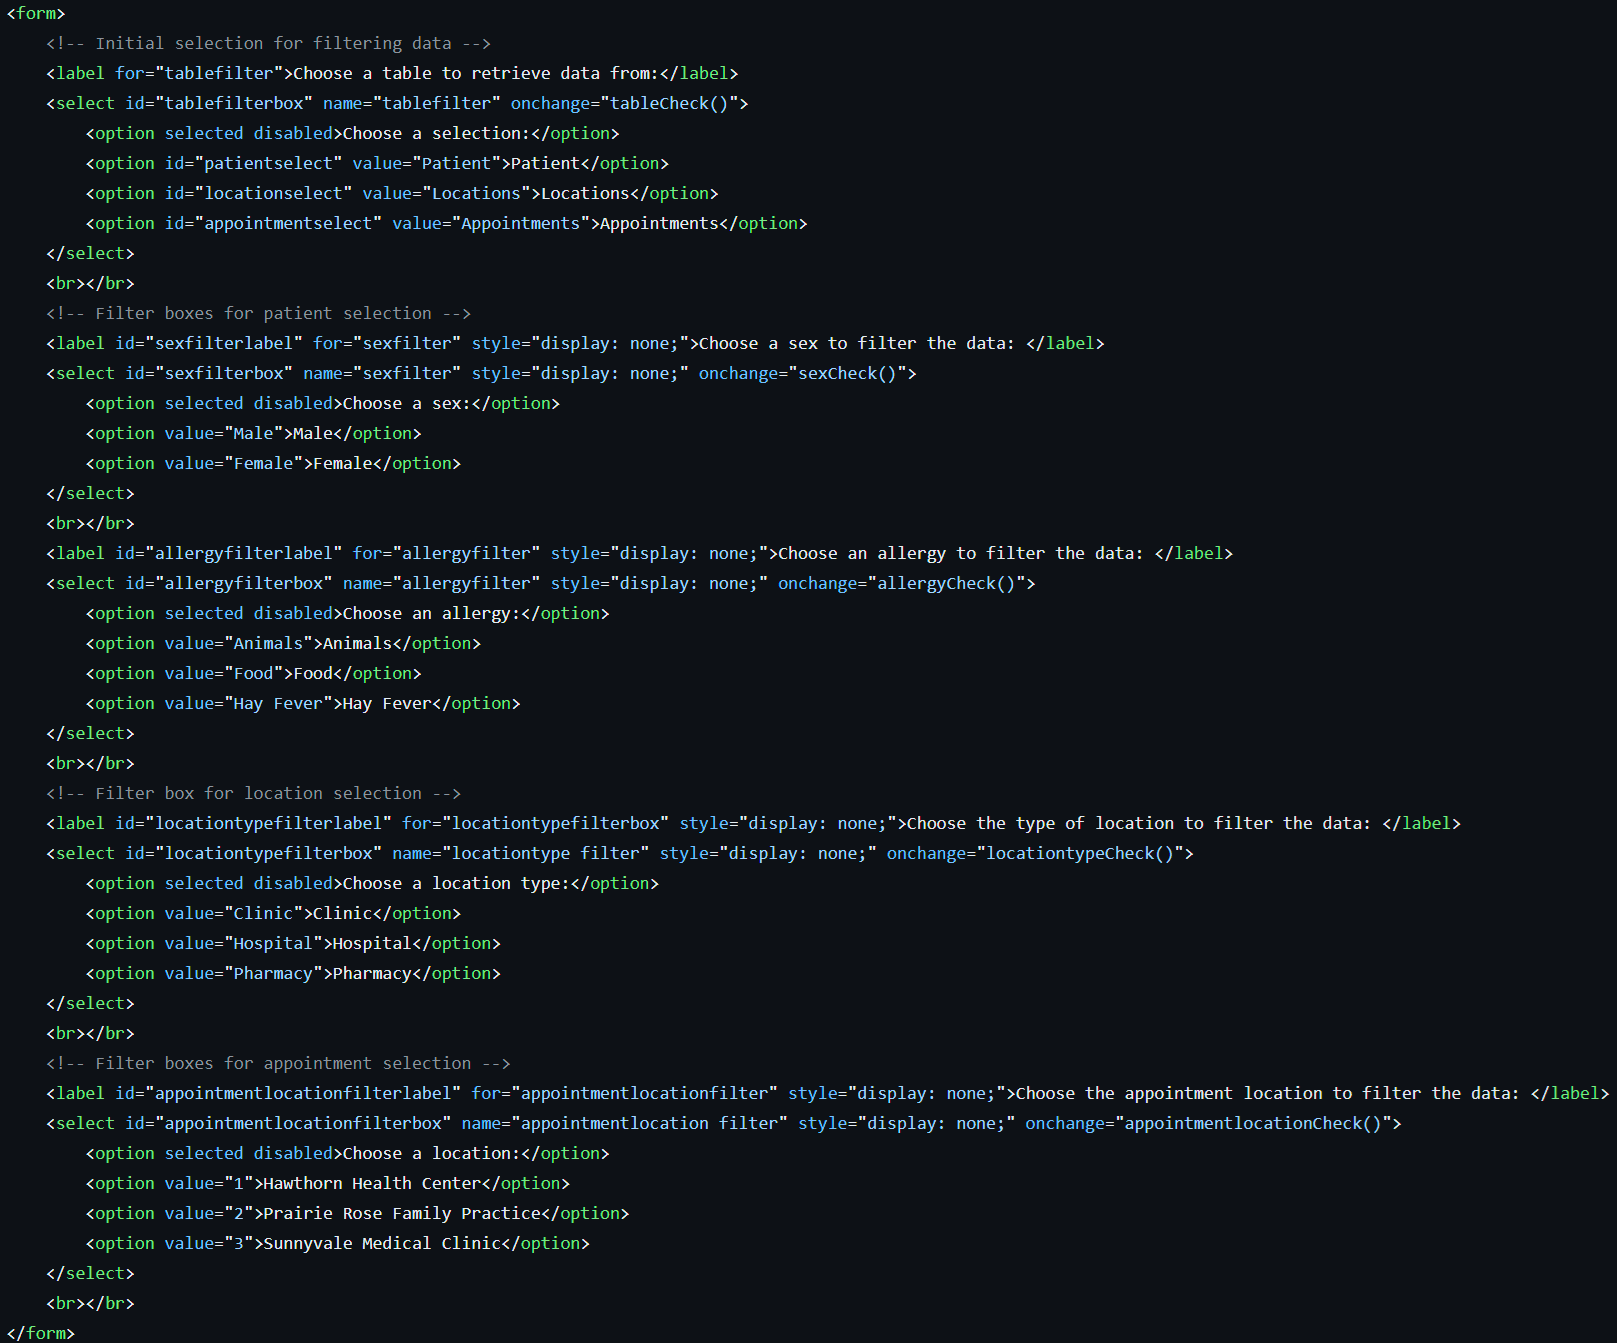 <form>
    <!-- Initial selection for filtering data -->
    <label for="tablefilter">Choose a table to retrieve data from:</label>
    <select id="tablefilterbox" name="tablefilter" onchange="tableCheck()">
        <option selected disabled>Choose a selection:</option>
        <option id="patientselect" value="Patient">Patient</option>
        <option id="locationselect" value="Locations">Locations</option>
        <option id="appointmentselect" value="Appointments">Appointments</option>
    </select>
    <br></br>
    <!-- Filter boxes for patient selection -->
    <label id="sexfilterlabel" for="sexfilter" style="display: none;">Choose a sex to filter the data: </label>
    <select id="sexfilterbox" name="sexfilter" style="display: none;" onchange="sexCheck()">
        <option selected disabled>Choose a sex:</option>
        <option value="Male">Male</option>
        <option value="Female">Female</option>
    </select>
    <br></br>
    <label id="allergyfilterlabel" for="allergyfilter" style="display: none;">Choose an allergy to filter the data: </label>
    <select id="allergyfilterbox" name="allergyfilter" style="display: none;" onchange="allergyCheck()">
        <option selected disabled>Choose an allergy:</option>
        <option value="Animals">Animals</option>
        <option value="Food">Food</option>
        <option value="Hay Fever">Hay Fever</option>
    </select>
    <br></br>
    <!-- Filter box for location selection -->
    <label id="locationtypefilterlabel" for="locationtypefilterbox" style="display: none;">Choose the type of location to filter the data: </label>
    <select id="locationtypefilterbox" name="locationtype filter" style="display: none;" onchange="locationtypeCheck()">
        <option selected disabled>Choose a location type:</option>
        <option value="Clinic">Clinic</option>
        <option value="Hospital">Hospital</option>
        <option value="Pharmacy">Pharmacy</option>
    </select>
    <br></br>
    <!-- Filter boxes for appointment selection -->
    <label id="appointmentlocationfilterlabel" for="appointmentlocationfilter" style="display: none;">Choose the appointment location to filter the data: </label>
    <select id="appointmentlocationfilterbox" name="appointmentlocation filter" style="display: none;" onchange="appointmentlocationCheck()">
        <option selected disabled>Choose a location:</option>
        <option value="1">Hawthorn Health Center</option>
        <option value="2">Prairie Rose Family Practice</option>
        <option value="3">Sunnyvale Medical Clinic</option>
    </select>
    <br></br>
</form>